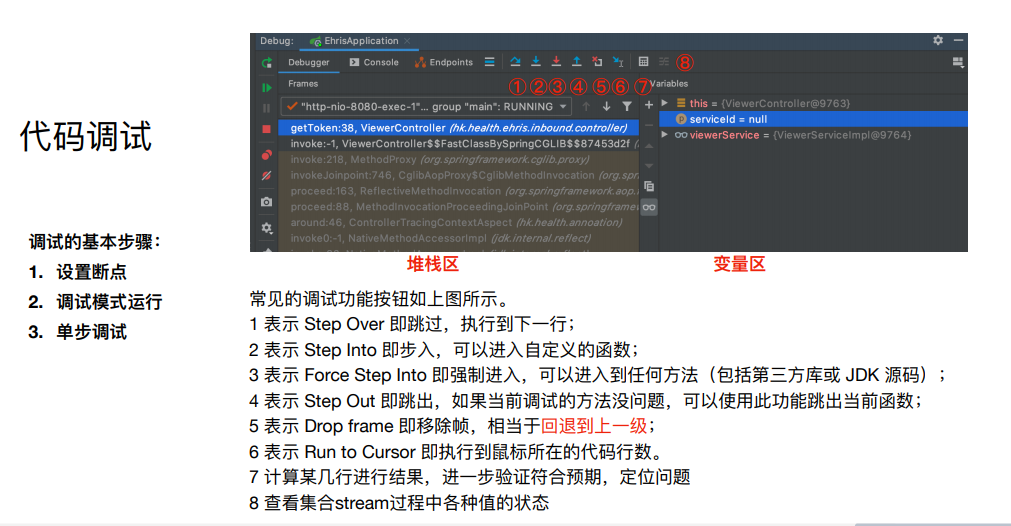 代码调试
调试的基本步骤：
1. 设置断点
2. 调试模式运行
3. 单步调试
Debug: EhrisApplication ×
Debugger Console Endpoints ⑧
Frames ① ② ③ ④ ⑤ ⑥ ⑦ Variables
"http-nio-8080-exec-1"... group "main": RUNNING
getToken:38, ViewerController (hk.health.ehris.inbound.controller)
invoke:-1, ViewerController$$FastClassBySpringCGLIB$$87453d2f
invoke:218, MethodProxy (org.springframework.cglib.proxy)
invokeJoinpoint:746, CglibAopProxy$CglibMethodInvocation (org.spr
proceed:163, ReflectiveMethodInvocation (org.springframework.aop.
proceed:88, MethodInvocationProceedingJoinPoint (org.springframe
around:46, ControllerTracingContextAspect (hk.health.annoation)
invoke0:-1, NativeMethodAccessorImpl (jdk.internal.reflect)
this = {ViewerController@9763}
serviceId = null
viewerService = {ViewerServiceImpl@9764}
堆栈区
变量区
常见的调试功能按钮如上图所示。
1 表示 Step Over 即跳过，执行到下一行；
2 表示 Step Into 即步入，可以进入自定义的函数；
3 表示 Force Step Into 即强制进入，可以进入到任何方法（包括第三方库或 JDK 源码）；
4 表示 Step Out 即跳出，如果当前调试的方法没问题，可以使用此功能跳出当前函数；
5 表示 Drop frame 即移除帧，相当于回退到上一级；
6 表示 Run to Cursor 即执行到鼠标所在的代码行数。
7 计算某几行进行结果，进一步验证符合预期，定位问题
8 查看集合stream过程中各种值的状态